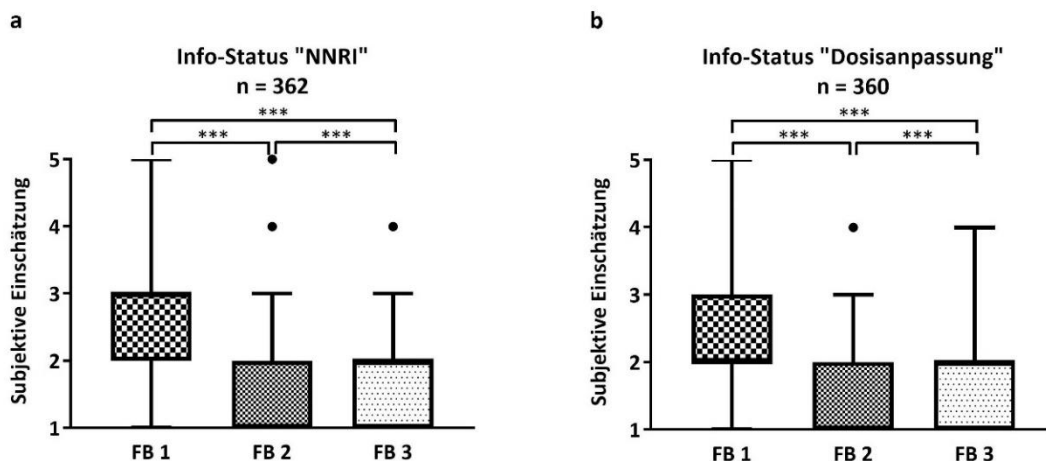 a
Info-Status "NNRI"
n = 362
***
*** ***
Subjektive Einschätzung
5
4
3
2
1
FB 1 FB 2 FB 3
b
Info-Status "Dosisanpassung"
n = 360
***
*** ***
Subjektive Einschätzung
5
4
3
2
1
FB 1 FB 2 FB 3